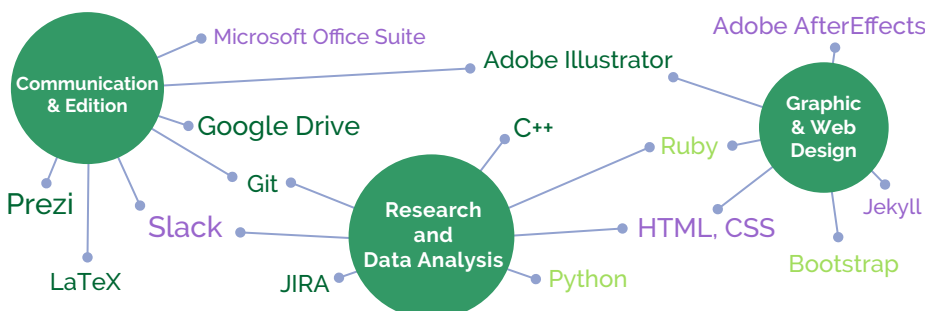 Adobe AfterEffects
Microsoft Office Suite
Adobe Illustrator
Communication
& Edition
Graphic
& Web
Design
Google Drive
C++
Ruby
Git
Prezi
Slack
Research
and
Data Analysis
HTML, CSS
Jekyll
LaTeX
JIRA
Python
Bootstrap